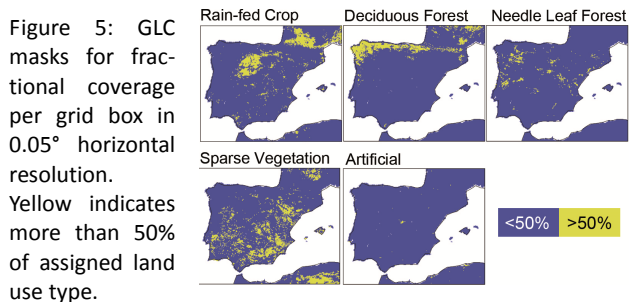 Figure 5: GLC
masks for frac-
tional coverage
per grid box in
0.05° horizontal
resolution.
Yellow indicates
more than 50%
of assigned land
use type.
Rain-fed Crop
Deciduous Forest
Needle Leaf Forest
Sparse Vegetation
Artificial
<50%
>50%